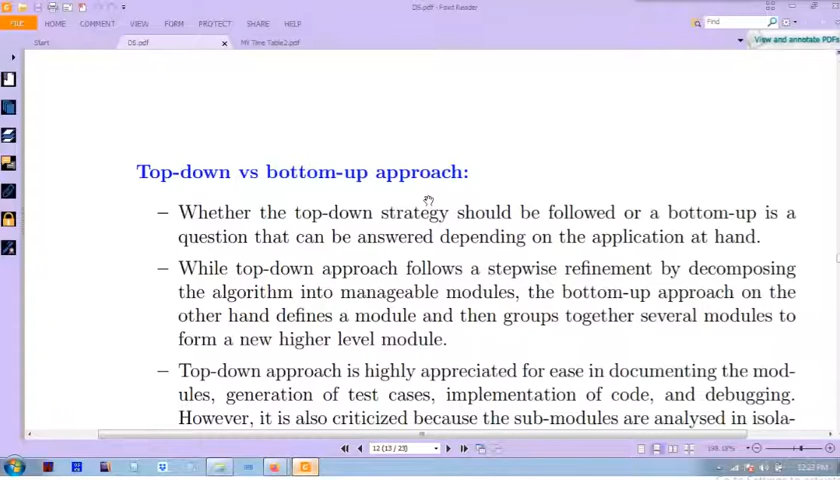 DS.pdf - Foxit Reader
FILE HOME COMMENT VIEW FORM PROTECT SHARE HELP
Find
Start DS.pdf MY Time Table2.pdf
View and annotate PDFs
Top-down vs bottom-up approach:
– Whether the top-down strategy should be followed or a bottom-up is a
question that can be answered depending on the application at hand.
– While top-down approach follows a stepwise refinement by decomposing
the algorithm into manageable modules, the bottom-up approach on the
other hand defines a module and then groups together several modules to
form a new higher level module.
– Top-down approach is highly appreciated for ease in documenting the mod-
ules, generation of test cases, implementation of code, and debugging.
However, it is also criticized because the sub-modules are analysed in isola-
12 (13 / 23)